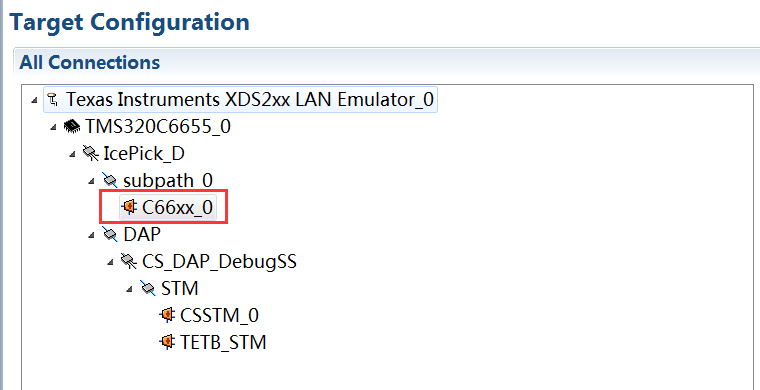 Target Configuration
All Connections
Texas Instruments XDS2xx LAN Emulator_0
TMS320C6655_0
IcePick_D
subpath_0
C66xx_0
DAP
CS_DAP_DebugSS
STM
CSSTM_0
TETB_STM